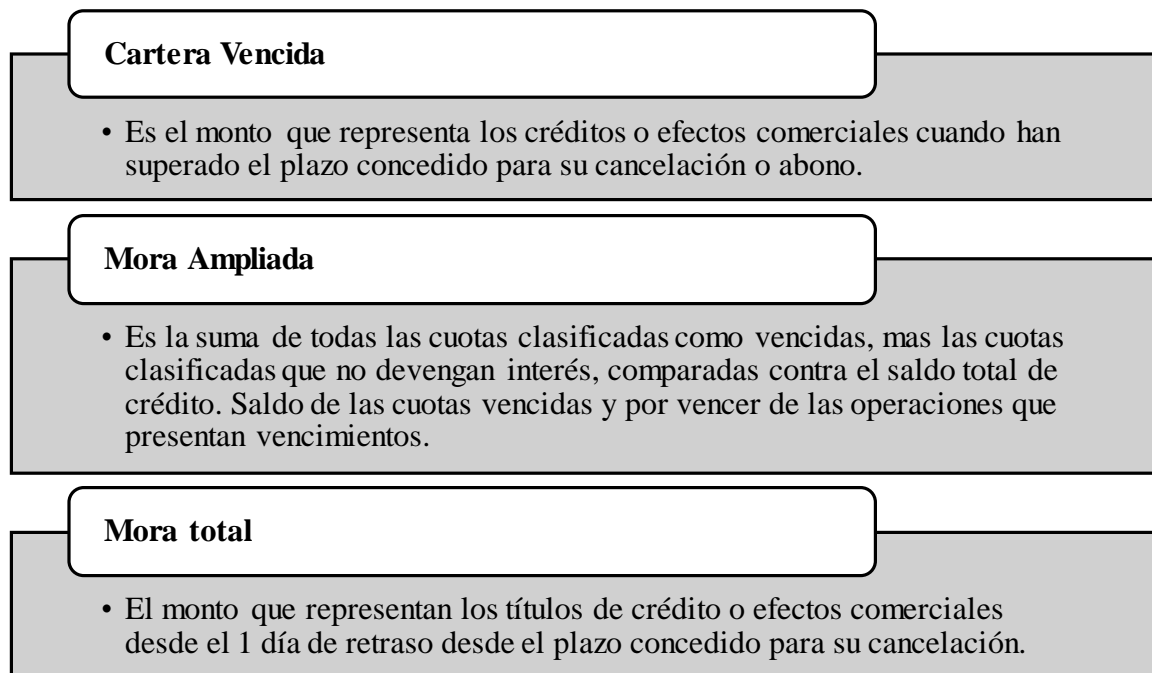 Cartera Vencida
• Es el monto que representa los créditos o efectos comerciales cuando han
superado el plazo concedido para su cancelación o abono.
Mora Ampliada
• Es la suma de todas las cuotas clasificadas como vencidas, mas las cuotas
clasificadas que no devengan interés, comparadas contra el saldo total de
crédito. Saldo de las cuotas vencidas y por vencer de las operaciones que
presentan vencimientos.
Mora total
• El monto que representan los títulos de crédito o efectos comerciales
desde el 1 día de retraso desde el plazo concedido para su cancelación.